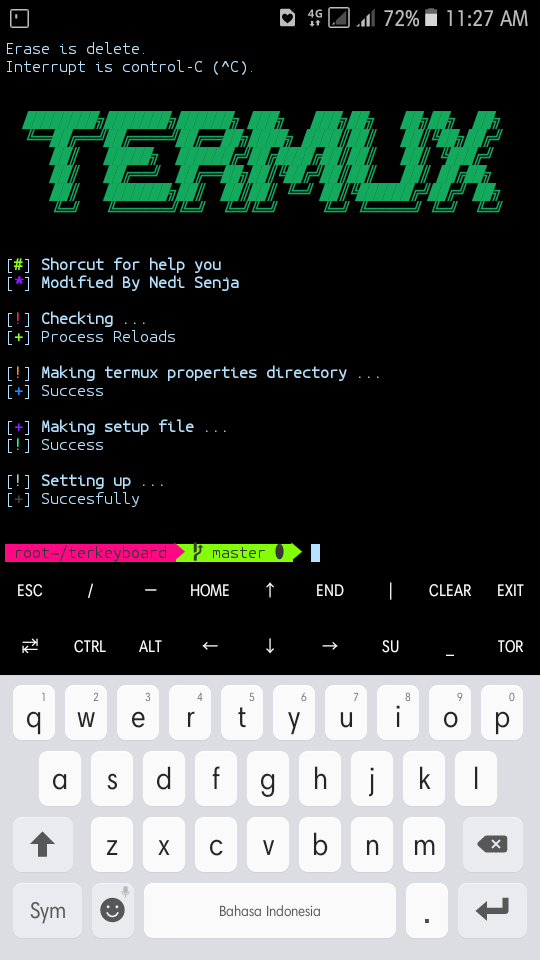 4G 72% 11:27 AM
Erase is delete.
Interrupt is control-C (^C).
TERMUX
[#] Shorcut for help you
[*] Modified By Nedi Senja
[!] Checking ...
[+] Process Reloads
[!] Making termux properties directory ...
[+] Success
[+] Making setup file ...
[!] Success
[!] Setting up ...
[+] Succesfully
root~/terkeyboard master
ESC / — HOME ↑ END | CLEAR EXIT
⇄ CTRL ALT ← ↓ → SU _ TOR
1 2 3 4 5 6 7 8 9 0
q w e r t y u i o p
a s d f g h j k l
z x c v b n m
Sym Bahasa Indonesia .